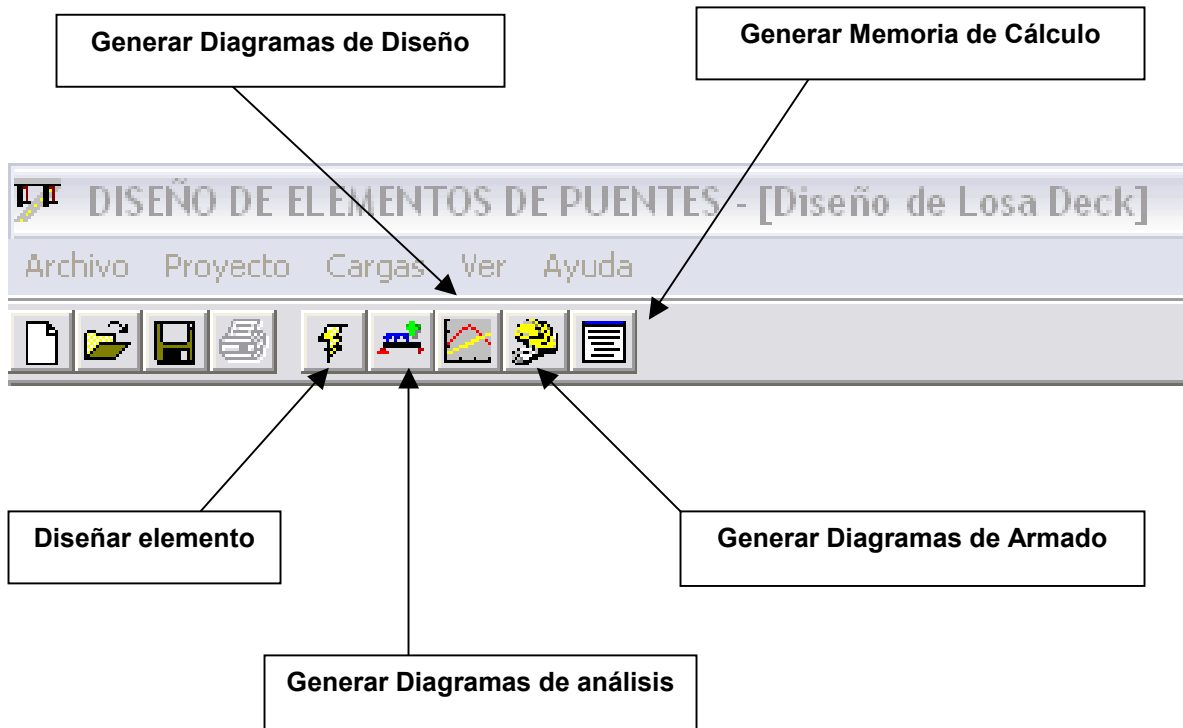 Generar Diagramas de Diseño
Generar Memoria de Cálculo
DISEÑO DE ELEMENTOS DE PUENTES - [Diseño de Losa Deck]
Archivo Proyecto Cargas Ver Ayuda
Diseñar elemento
Generar Diagramas de Armado
Generar Diagramas de análisis